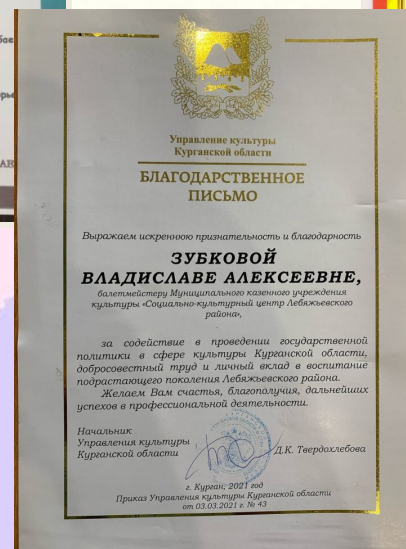 Управление культуры
Курганской области
БЛАГОДАРСТВЕННОЕ
ПИСЬМО
Выражаем искреннюю признательность и благодарность
ЗУБКОВОЙ
ВЛАДИСЛАВЕ АЛЕКСЕЕВНЕ,
балетмейстеру Муниципального казенного учреждения
культуры «Социально-культурный центр Лебяжьевского
района»,
за содействие в проведении государственной
политики в сфере культуры Курганской области,
добросовестный труд и личный вклад в воспитание
подрастающего поколения Лебяжьевского района.
Желаем Вам счастья, благополучия, дальнейших
успехов в профессиональной деятельности.
Начальник
Управления культуры
Курганской области
Д.К. Твердохлебова
г. Курган, 2021 год
Приказ Управления культуры Курганской области
от 03.03.2021 г. № 43